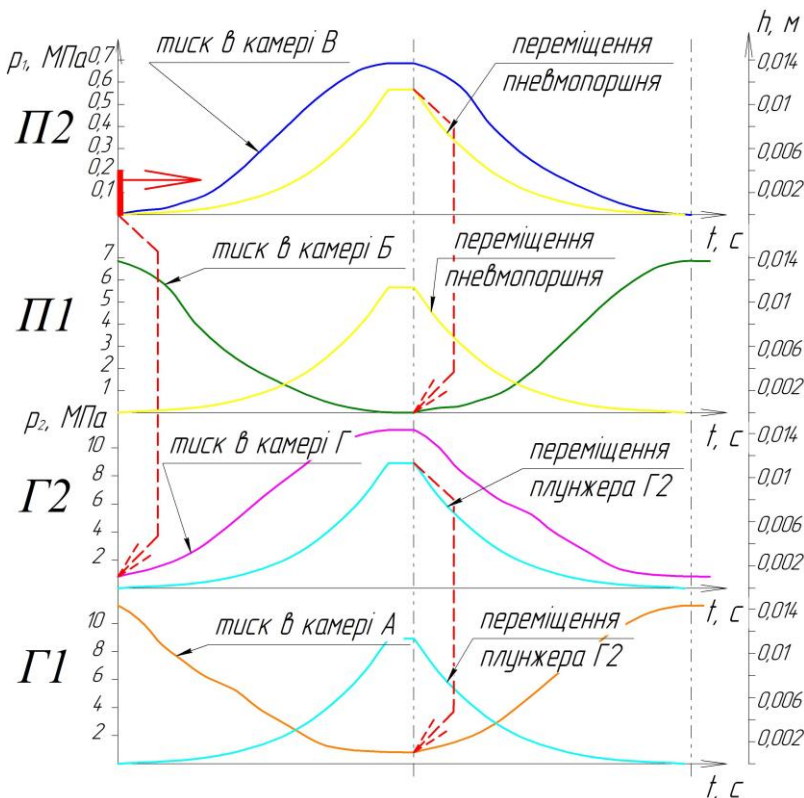 p₁, МПа
h, м
0,7
0,6
0,5
0,4
0,3
0,2
0,1
П2
тиск в камері В
переміщення
пневмопоршня
0,014
0,01
0,006
0,002
t, с
7
6
5
4
3
2
1
П1
тиск в камері Б
переміщення
пневмопоршня
0,014
0,01
0,006
0,002
t, с
p₂, МПа
10
8
6
4
2
Г2
тиск в камері Г
переміщення
плунжера Г2
0,014
0,01
0,006
0,002
t, с
10
8
6
4
2
Г1
тиск в камері А
переміщення
плунжера Г2
0,014
0,01
0,006
0,002
t, с